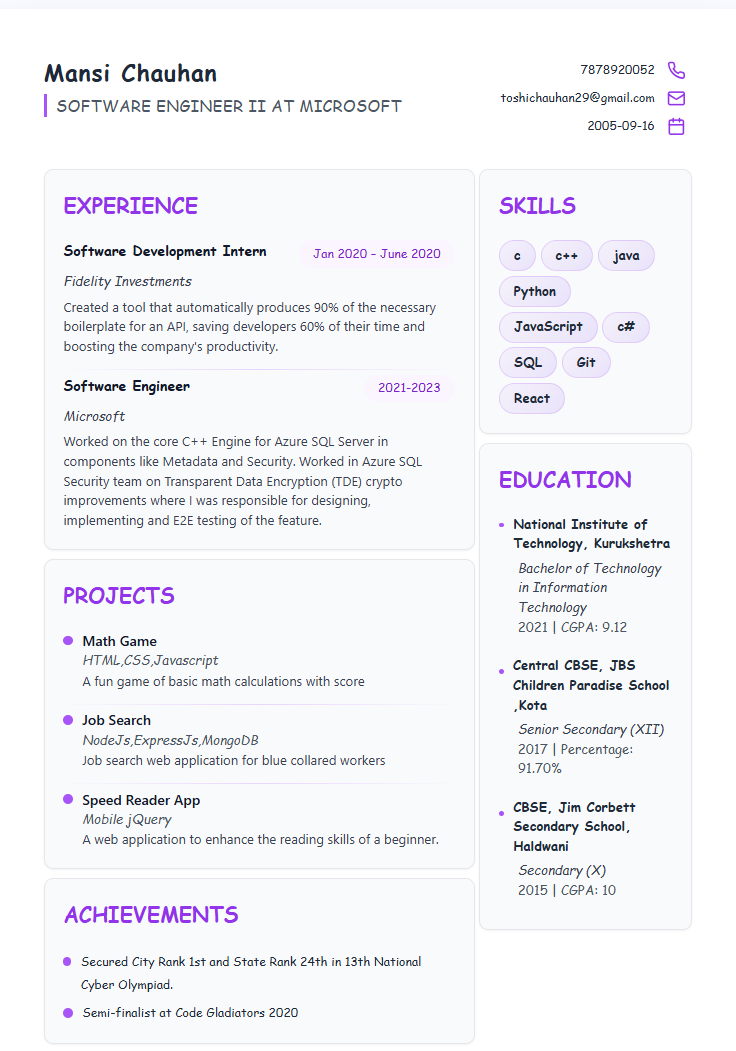 Mansi Chauhan
SOFTWARE ENGINEER II AT MICROSOFT
7878920052
toshichauhan29@gmail.com
2005-09-16
EXPERIENCE
Software Development Intern
Jan 2020 - June 2020
Fidelity Investments
Created a tool that automatically produces 90% of the necessary
boilerplate for an API, saving developers 60% of their time and
boosting the company's productivity.
Software Engineer
2021-2023
Microsoft
Worked on the core C++ Engine for Azure SQL Server in
components like Metadata and Security. Worked in Azure SQL
Security team on Transparent Data Encryption (TDE) crypto
improvements where I was responsible for designing,
implementing and E2E testing of the feature.
PROJECTS
Math Game
HTML,CSS,Javascript
A fun game of basic math calculations with score
Job Search
NodeJs,ExpressJs,MongoDB
Job search web application for blue collared workers
Speed Reader App
Mobile jQuery
A web application to enhance the reading skills of a beginner.
ACHIEVEMENTS
Secured City Rank 1st and State Rank 24th in 13th National
Cyber Olympiad.
Semi-finalist at Code Gladiators 2020
SKILLS
c c++ java
Python
JavaScript c#
SQL Git
React
EDUCATION
National Institute of
Technology, Kurukshetra
Bachelor of Technology
in Information
Technology
2021 | CGPA: 9.12
Central CBSE, JBS
Children Paradise School
,Kota
Senior Secondary (XII)
2017 | Percentage:
91.70%
CBSE, Jim Corbett
Secondary School,
Haldwani
Secondary (X)
2015 | CGPA: 10